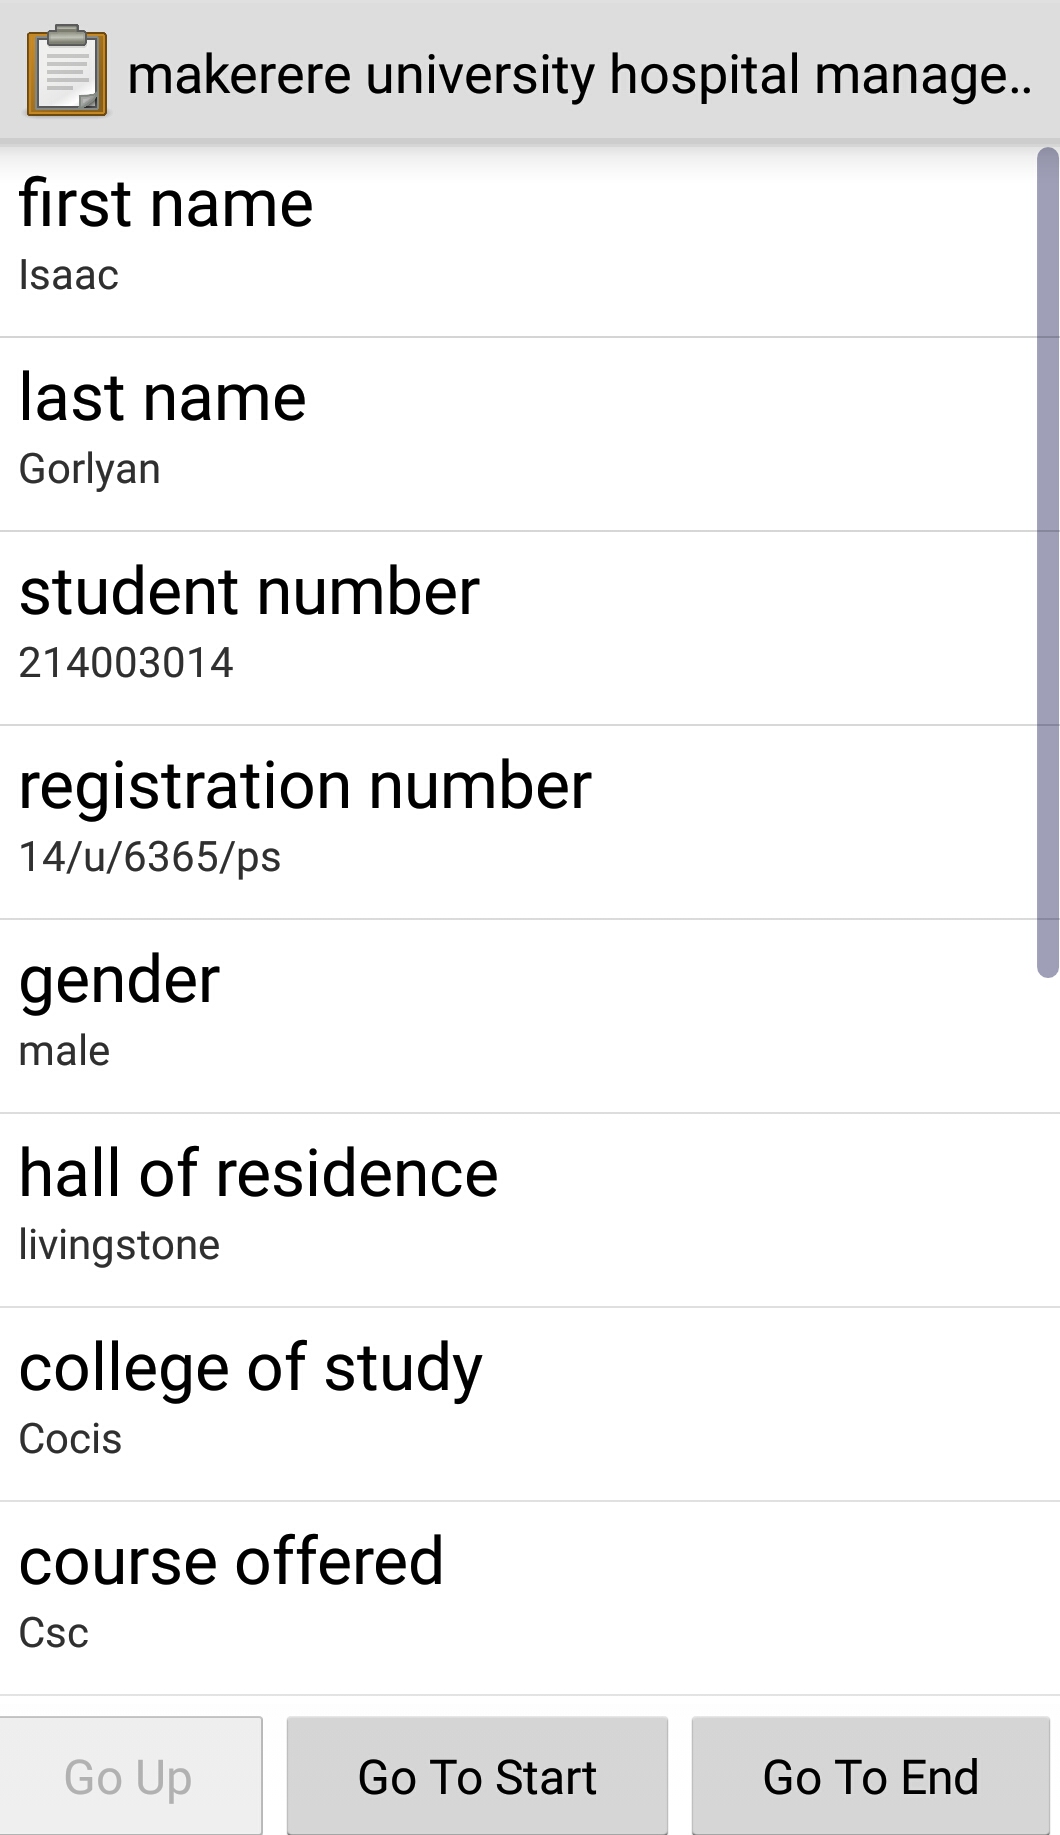 makerere university hospital manage..
first name
Isaac
last name
Gorlyan
student number
214003014
registration number
14/u/6365/ps
gender
male
hall of residence
livingstone
college of study
Cocis
course offered
Csc
Go Up
Go To Start
Go To End